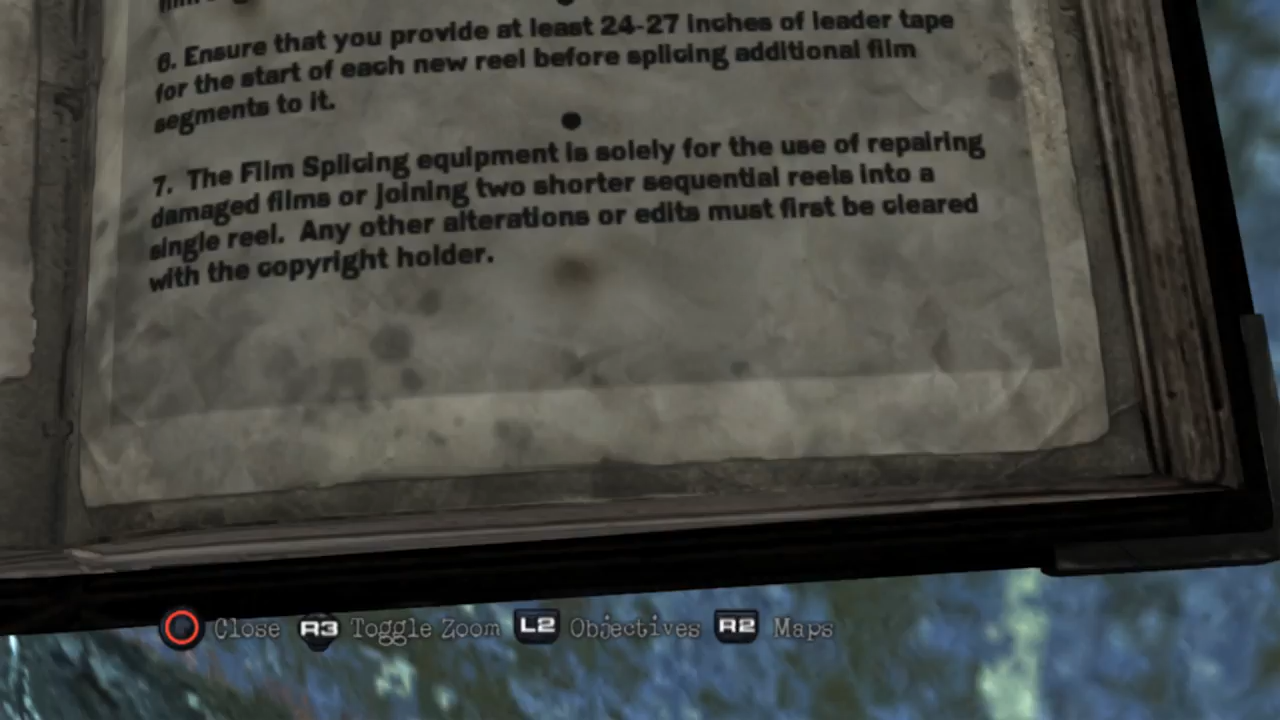 6. Ensure that you provide at least 24-27 inches of leader tape
for the start of each new reel before splicing additional film
segments to it.
7. The Film Splicing equipment is solely for the use of repairing
damaged films or joining two shorter sequential reels into a
single reel. Any other alterations or edits must first be cleared
with the copyright holder.
Close R3 Toggle Zoom L2 Objectives R2 Maps